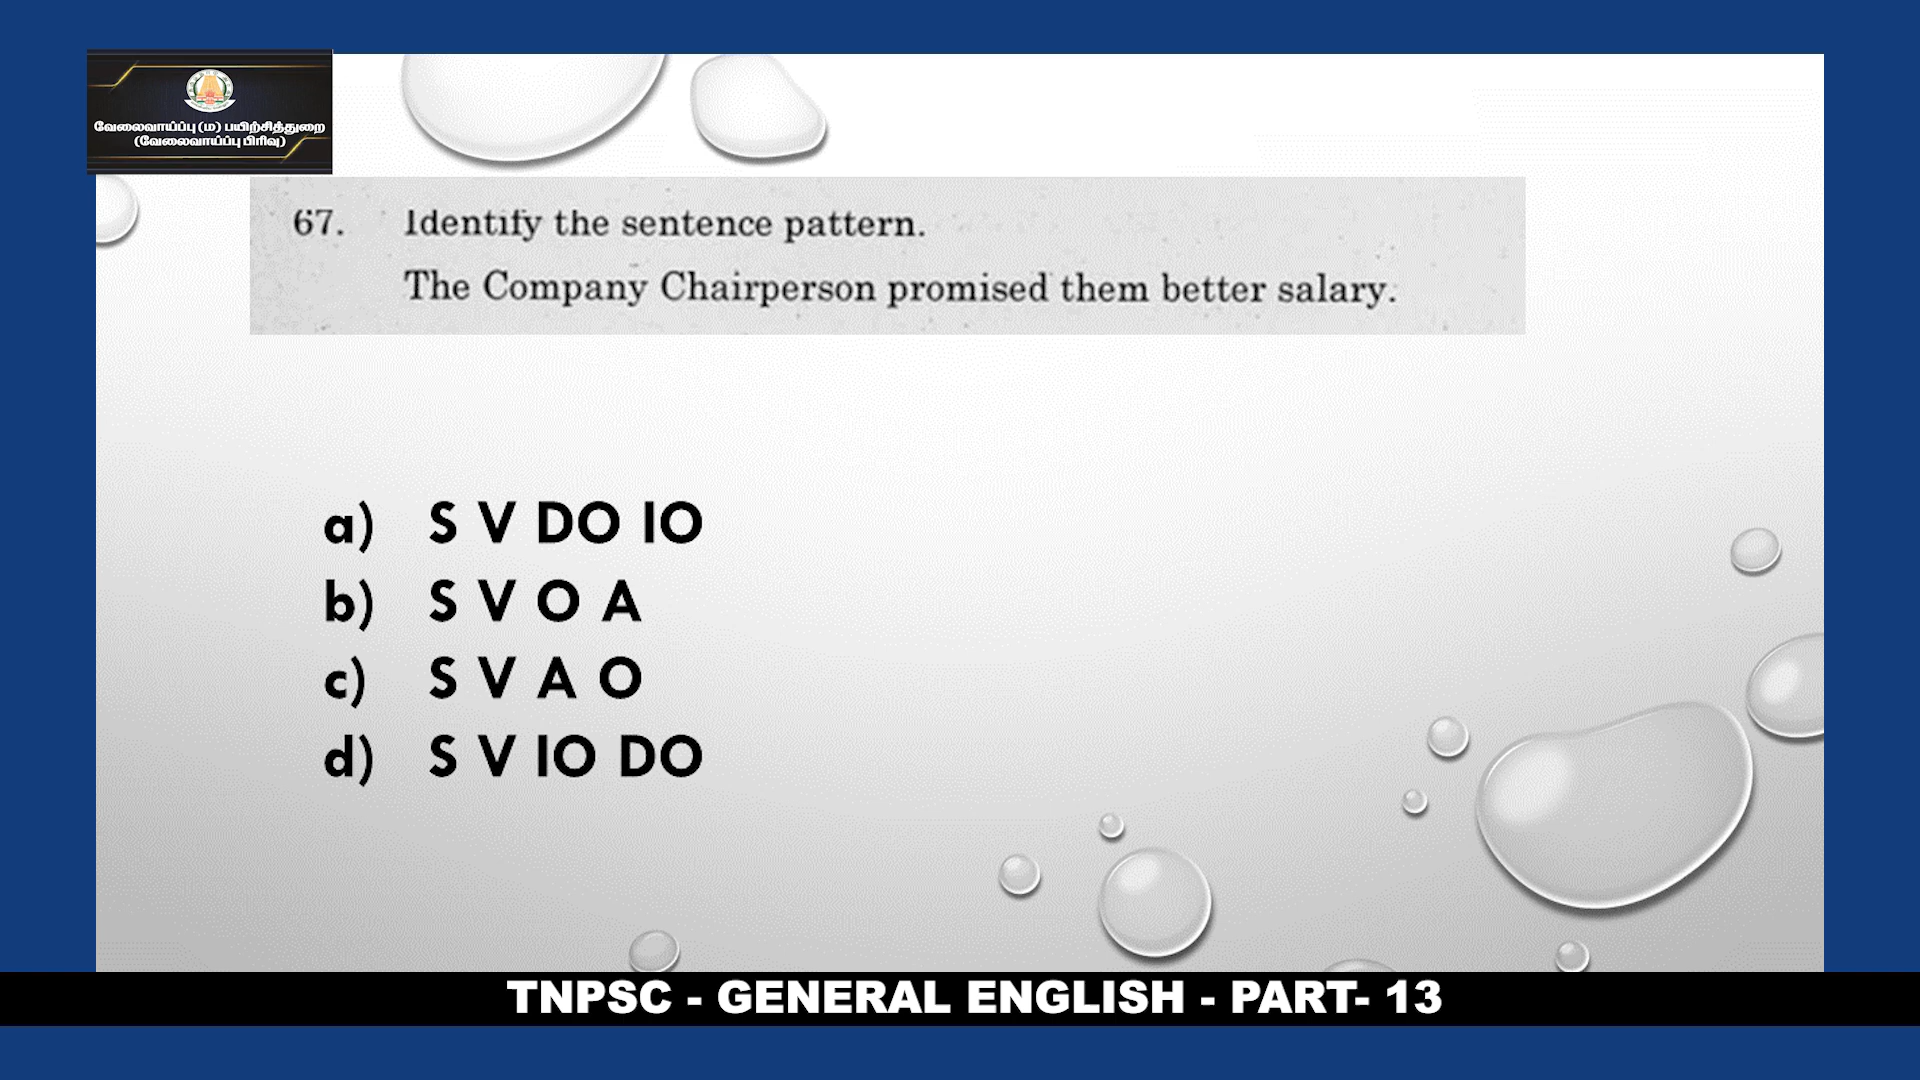 வேலைவாய்ப்பு (ம) பயிற்சித்துறை
(வேலைவாய்ப்பு பிரிவு)
67. Identify the sentence pattern.
The Company Chairperson promised them better salary.
a) S V DO IO
b) S V O A
c) S V A O
d) S V IO DO
TNPSC - GENERAL ENGLISH - PART- 13